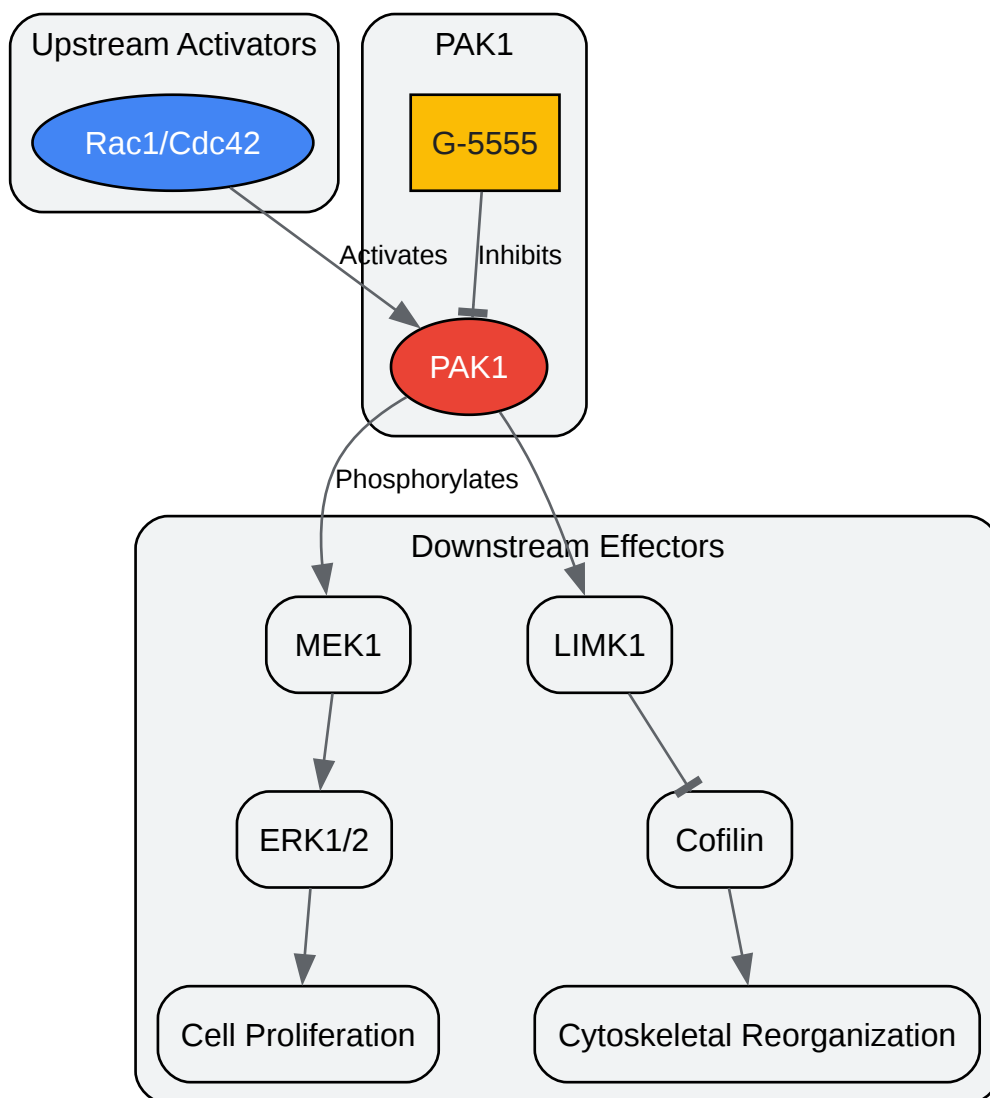 Upstream Activators
PAK1
Rac1/Cdc42
G-5555
Activates
Inhibits
PAK1
Phosphorylates
Downstream Effectors
MEK1
LIMK1
ERK1/2
Cofilin
Cell Proliferation
Cytoskeletal Reorganization